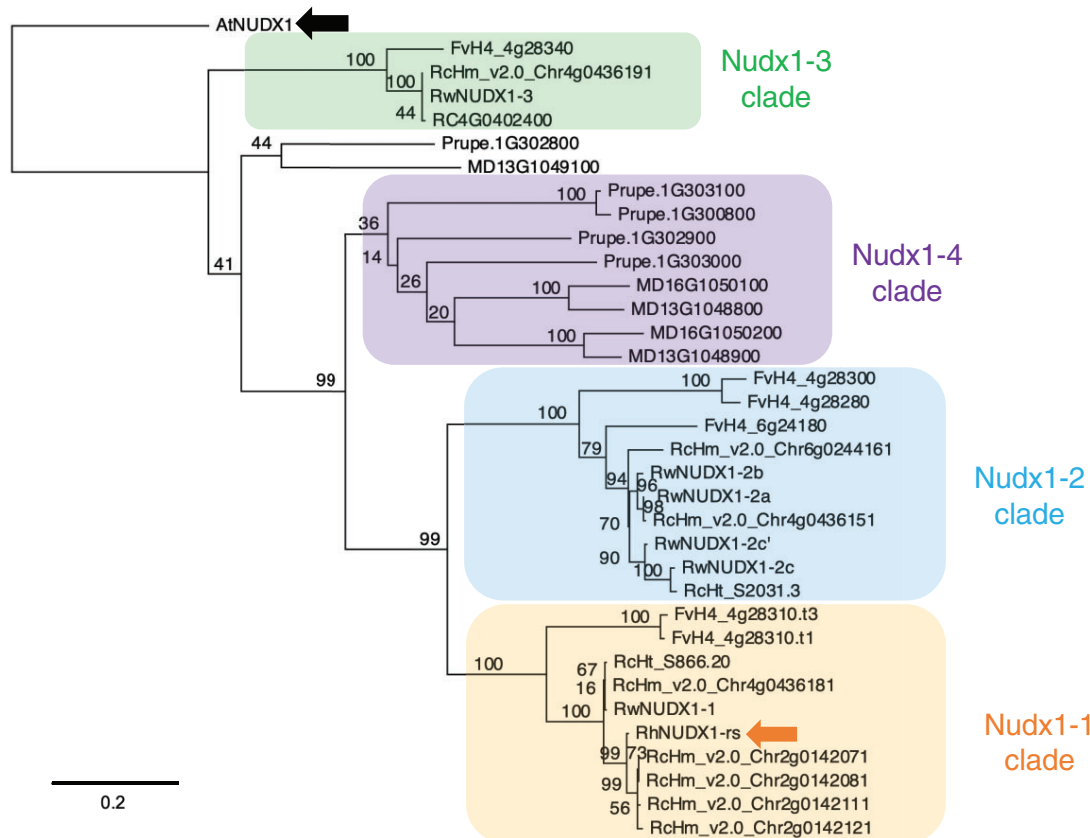 AtNUDX1
FvH4_4g28340
100
RcHm_v2.0_Chr4g0436191
100
RwNUDX1-3
44
RC4G0402400
Nudx1-3
clade
44
Prupe.1G302800
MD13G1049100
100
Prupe.1G303100
Prupe.1G300800
36
Prupe.1G302900
14
Prupe.1G303000
41
26
MD16G1050100
100
MD13G1048800
20
MD16G1050200
100
MD13G1048900
Nudx1-4
clade
99
FvH4_4g28300
100
FvH4_4g28280
100
FvH4_6g24180
79
RcHm_v2.0_Chr6g0244161
94
RwNUDX1-2b
96
RwNUDX1-2a
98
RcHm_v2.0_Chr4g0436151
70
RwNUDX1-2c'
90
RwNUDX1-2c
100
RcHt_S2031.3
Nudx1-2
clade
99
FvH4_4g28310.t3
100
FvH4_4g28310.t1
100
RcHt_S866.20
67
RcHm_v2.0_Chr4g0436181
16
RwNUDX1-1
100
RhNUDX1-rs
99
73
RcHm_v2.0_Chr2g0142071
RcHm_v2.0_Chr2g0142081
99
RcHm_v2.0_Chr2g0142111
56
RcHm_v2.0_Chr2g0142121
Nudx1-1
clade
0.2